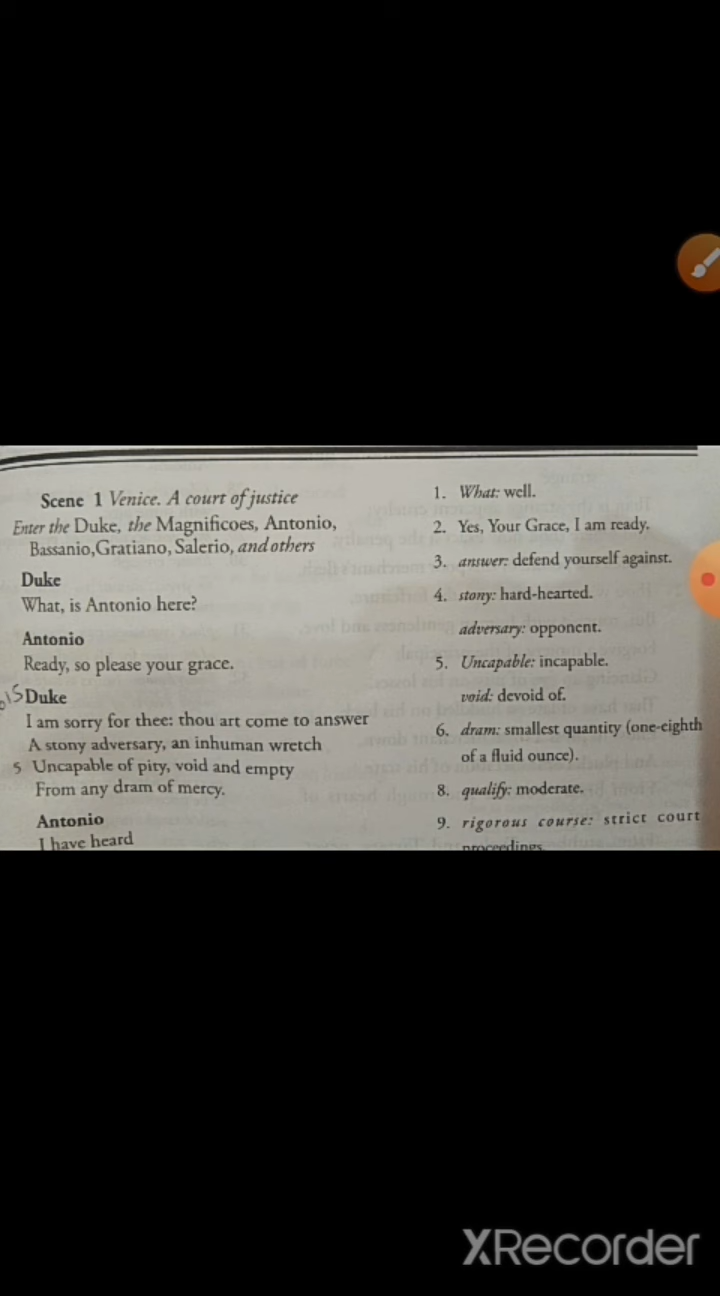 Scene 1 Venice. A court of justice
Enter the Duke, the Magnificoes, Antonio,
Bassanio,Gratiano, Salerio, and others
Duke
What, is Antonio here?
Antonio
Ready, so please your grace.
Duke
I am sorry for thee: thou art come to answer
A stony adversary, an inhuman wretch
5 Uncapable of pity, void and empty
From any dram of mercy.
Antonio
I have heard
1. What: well.
2. Yes, Your Grace, I am ready.
3. answer: defend yourself against.
4. stony: hard-hearted.
adversary: opponent.
5. Uncapable: incapable.
void: devoid of.
6. dram: smallest quantity (one-eighth
of a fluid ounce).
8. qualify: moderate.
9. rigorous course: strict court
proceedings
XRecorder